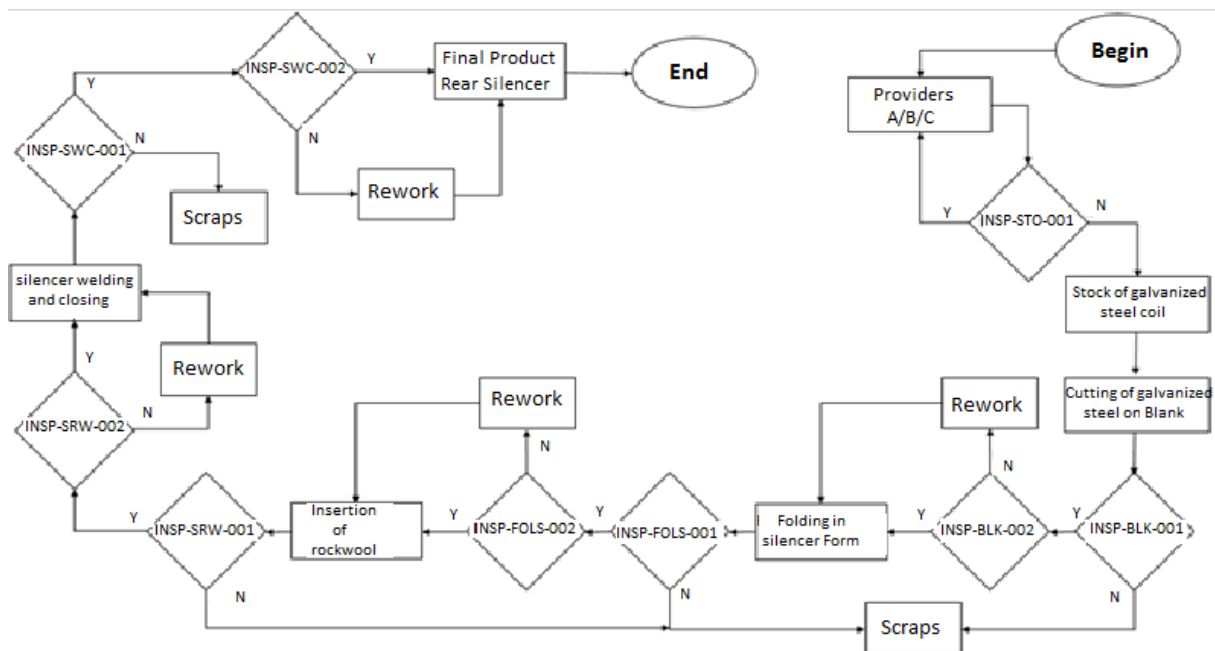 Begin
Providers
A/B/C
Y
INSP-STO-001
N
Stock of galvanized
steel coil
Cutting of galvanized
steel on Blank
INSP-BLK-001
Y
N
Scraps
INSP-BLK-002
N
Rework
Y
Folding in
silencer Form
INSP-FOLS-001
Y
N
INSP-FOLS-002
N
Rework
Y
Insertion
of
rockwool
INSP-SRW-001
N
Y
INSP-SRW-002
N
Rework
Y
silencer welding
and closing
INSP-SWC-001
N
Scraps
Y
INSP-SWC-002
N
Rework
Y
Final Product
Rear Silencer
End